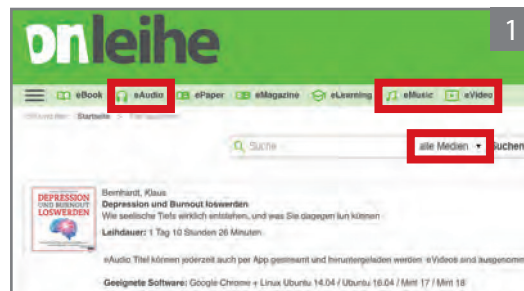 onleihe
1
eBook eAudio ePaper eMagazine eLearning eMusic eVideo
Startseite >
Suche alle Medien Suchen
DEPRESSION
UND BURNOUT
LOSWERDEN
Bernhardt, Klaus
Depression und Burnout loswerden
Wie seelische Tiefs wirklich entstehen, und was Sie dagegen tun können
Leihdauer: 1 Tag 10 Stunden 26 Minuten
eAudio Titel können jederzeit auch per App gestreamt und heruntergeladen werden. eVideos sind ausgenomm
Geeignete Software: Google Chrome + Linux Ubuntu 14.04 / Ubuntu 16.04 / Mint 17 / Mint 18